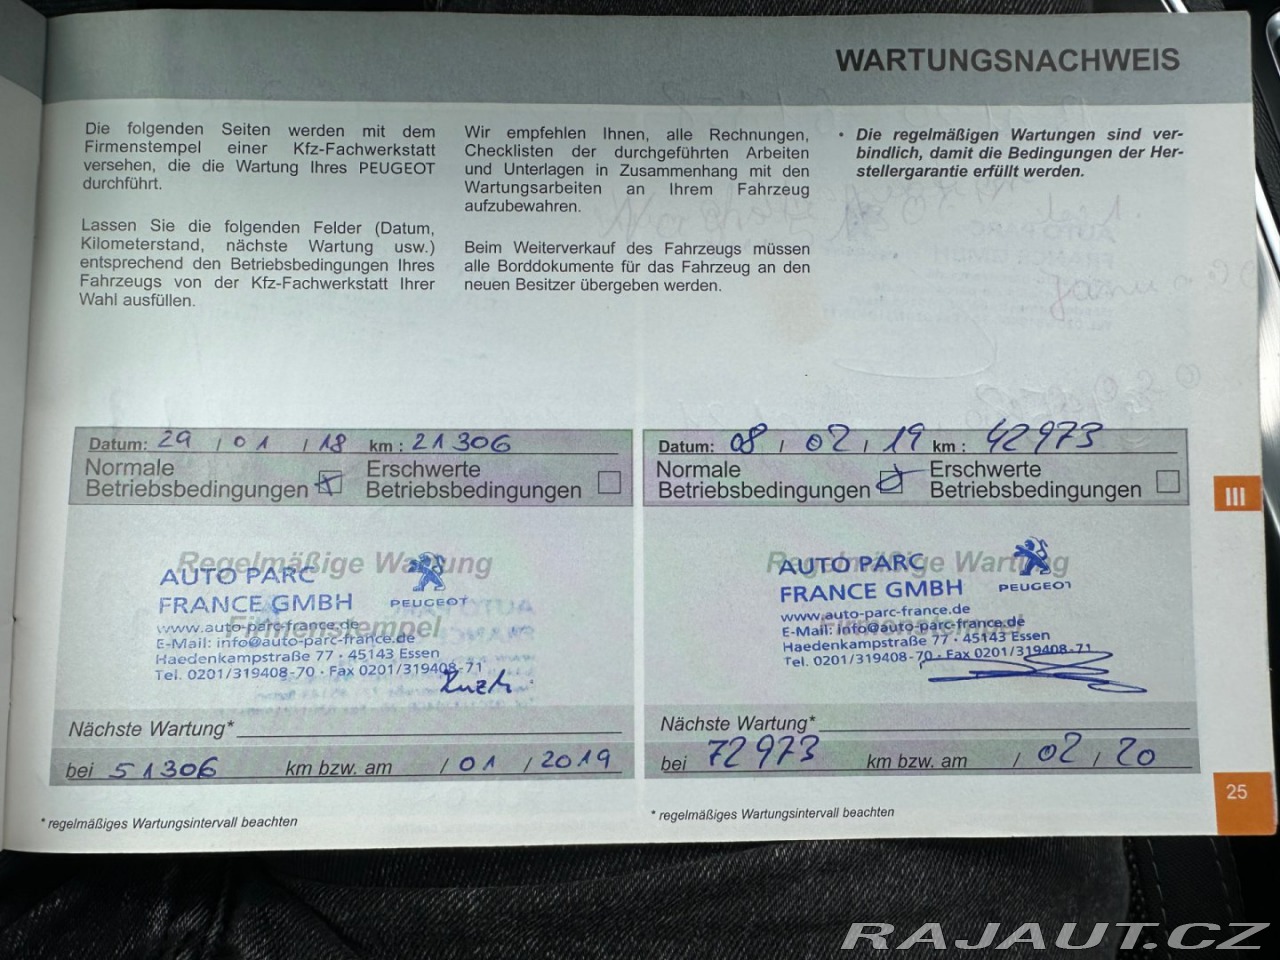 WARTUNGSNACHWEIS
Die folgenden Seiten werden mit dem
Firmenstempel einer Kfz-Fachwerkstatt
versehen, die die Wartung Ihres PEUGEOT
durchführt.
Lassen Sie die folgenden Felder (Datum,
Kilometerstand, nächste Wartung usw.)
entsprechend den Betriebsbedingungen Ihres
Fahrzeugs von der Kfz-Fachwerkstatt Ihrer
Wahl ausfüllen.
Wir empfehlen Ihnen, alle Rechnungen,
Checklisten der durchgeführten Arbeiten
und Unterlagen in Zusammenhang mit den
Wartungsarbeiten an Ihrem Fahrzeug
aufzubewahren.
Beim Weiterverkauf des Fahrzeugs müssen
alle Borddokumente für das Fahrzeug an den
neuen Besitzer übergeben werden.
• Die regelmäßigen Wartungen sind ver-
bindlich, damit die Bedingungen der Her-
stellergarantie erfüllt werden.
Datum: 29 / 01 / 18 km : 21306
Normale
Betriebsbedingungen
Erschwerte
Betriebsbedingungen
Regelmäßige Wartung
Firmenstempel
AUTO PARC
FRANCE GMBH
PEUGEOT
www.auto-parc-france.de
E-Mail: info@auto-parc-france.de
Haedenkampstraße 77 · 45143 Essen
Tel. 0201/319408-70 · Fax 0201/319408-71
Nächste Wartung*
bei 51306 km bzw. am / 01 / 2019
* regelmäßiges Wartungsintervall beachten
Datum: 08 / 02 / 19 km : 42973
Normale
Betriebsbedingungen
Erschwerte
Betriebsbedingungen
Regelmäßige Wartung
AUTO PARC
FRANCE GMBH
PEUGEOT
www.auto-parc-france.de
E-Mail: info@auto-parc-france.de
Haedenkampstraße 77 · 45143 Essen
Tel. 0201/319408-70 · Fax 0201/319408-71
Nächste Wartung*
bei 72973 km bzw. am / 02 / 20
* regelmäßiges Wartungsintervall beachten
III
25
RAJAUT.CZ